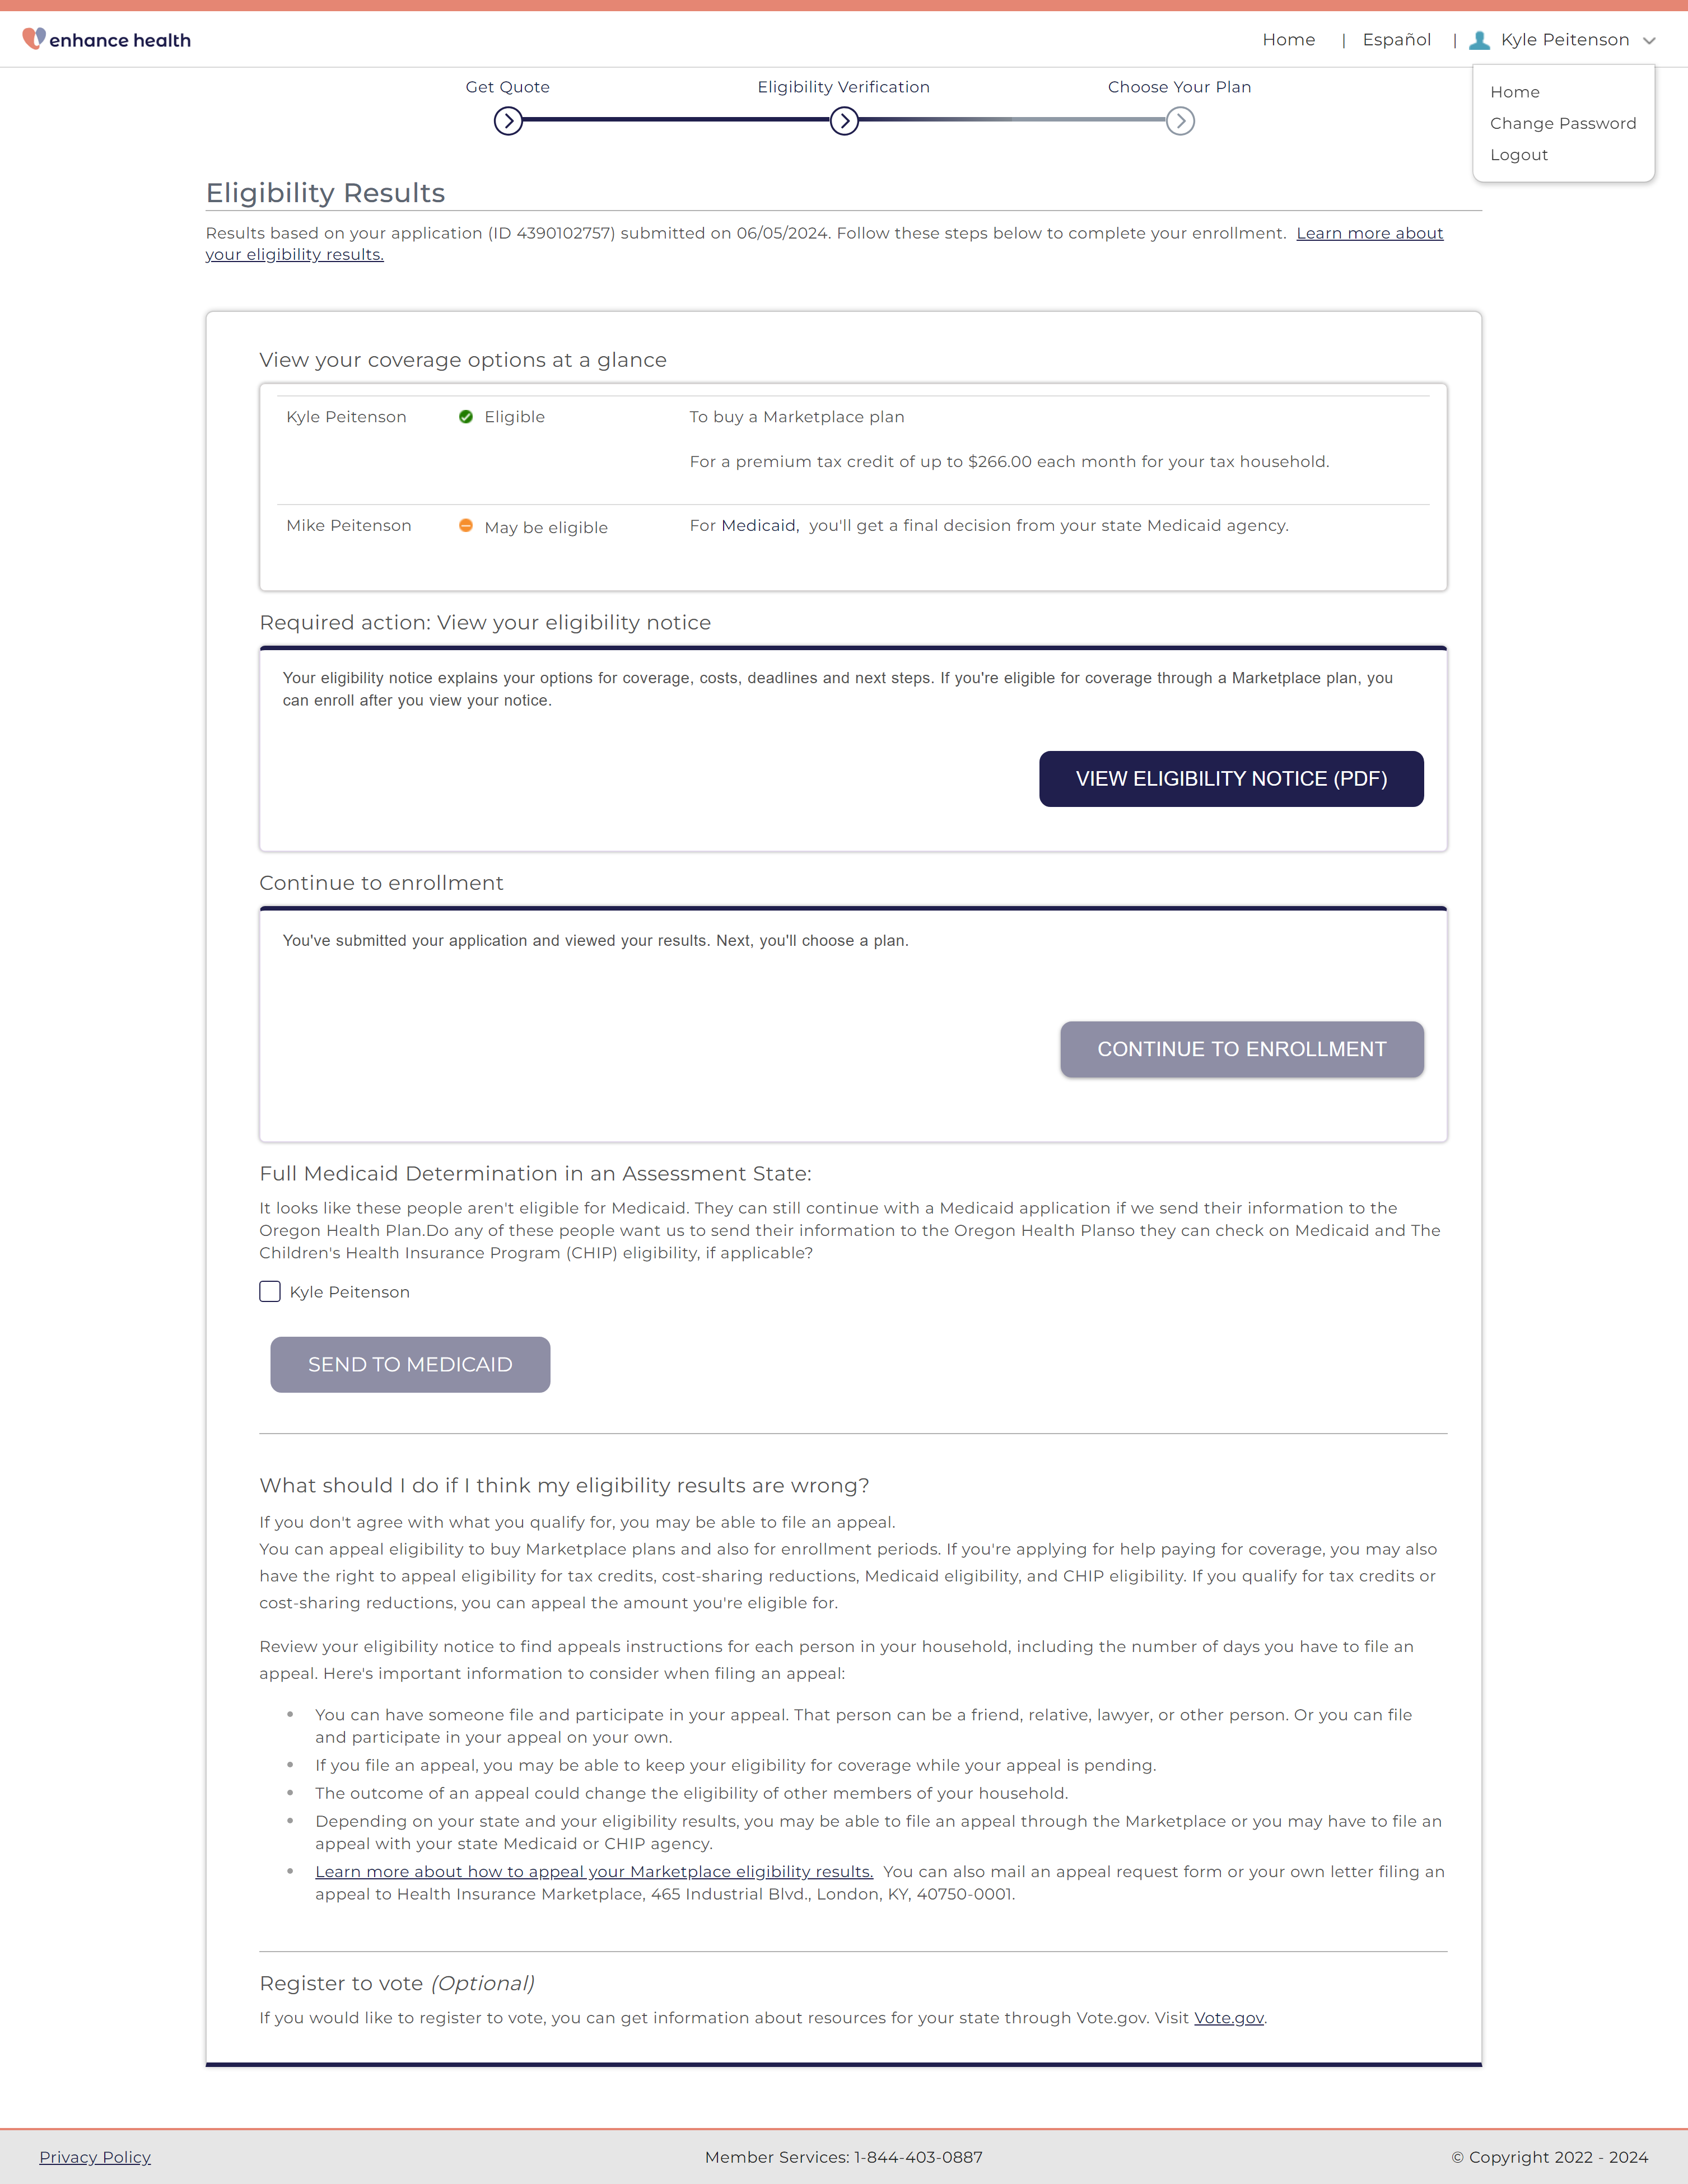 enhance health
Home | Español | Kyle Peitenson
Home
Change Password
Logout
Get Quote
Eligibility Verification
Choose Your Plan
Eligibility Results
Results based on your application (ID 4390102757) submitted on 06/05/2024. Follow these steps below to complete your enrollment. Learn more about
your eligibility results.
View your coverage options at a glance
Kyle Peitenson Eligible To buy a Marketplace plan
For a premium tax credit of up to $266.00 each month for your tax household.
Mike Peitenson May be eligible For Medicaid, you'll get a final decision from your state Medicaid agency.
Required action: View your eligibility notice
Your eligibility notice explains your options for coverage, costs, deadlines and next steps. If you're eligible for coverage through a Marketplace plan, you
can enroll after you view your notice.
VIEW ELIGIBILITY NOTICE (PDF)
Continue to enrollment
You've submitted your application and viewed your results. Next, you'll choose a plan.
CONTINUE TO ENROLLMENT
Full Medicaid Determination in an Assessment State:
It looks like these people aren't eligible for Medicaid. They can still continue with a Medicaid application if we send their information to the
Oregon Health Plan.Do any of these people want us to send their information to the Oregon Health Planso they can check on Medicaid and The
Children's Health Insurance Program (CHIP) eligibility, if applicable?
Kyle Peitenson
SEND TO MEDICAID
What should I do if I think my eligibility results are wrong?
If you don't agree with what you qualify for, you may be able to file an appeal.
You can appeal eligibility to buy Marketplace plans and also for enrollment periods. If you're applying for help paying for coverage, you may also
have the right to appeal eligibility for tax credits, cost-sharing reductions, Medicaid eligibility, and CHIP eligibility. If you qualify for tax credits or
cost-sharing reductions, you can appeal the amount you're eligible for.
Review your eligibility notice to find appeals instructions for each person in your household, including the number of days you have to file an
appeal. Here's important information to consider when filing an appeal:
• You can have someone file and participate in your appeal. That person can be a friend, relative, lawyer, or other person. Or you can file
and participate in your appeal on your own.
• If you file an appeal, you may be able to keep your eligibility for coverage while your appeal is pending.
• The outcome of an appeal could change the eligibility of other members of your household.
• Depending on your state and your eligibility results, you may be able to file an appeal through the Marketplace or you may have to file an
appeal with your state Medicaid or CHIP agency.
• Learn more about how to appeal your Marketplace eligibility results. You can also mail an appeal request form or your own letter filing an
appeal to Health Insurance Marketplace, 465 Industrial Blvd., London, KY, 40750-0001.
Register to vote (Optional)
If you would like to register to vote, you can get information about resources for your state through Vote.gov. Visit Vote.gov.
Privacy Policy
Member Services: 1-844-403-0887
© Copyright 2022 - 2024